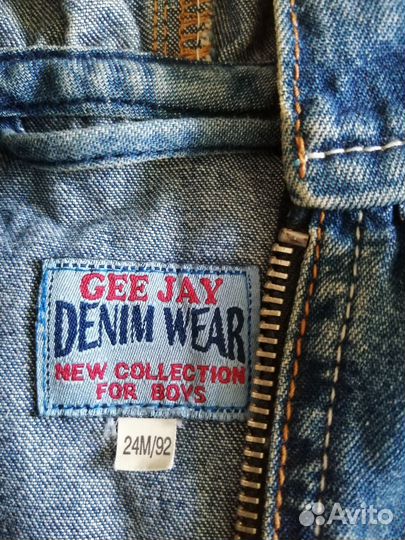 GEE JAY
DENIM WEAR
NEW COLLECTION
FOR BOYS
24M/92
Avito